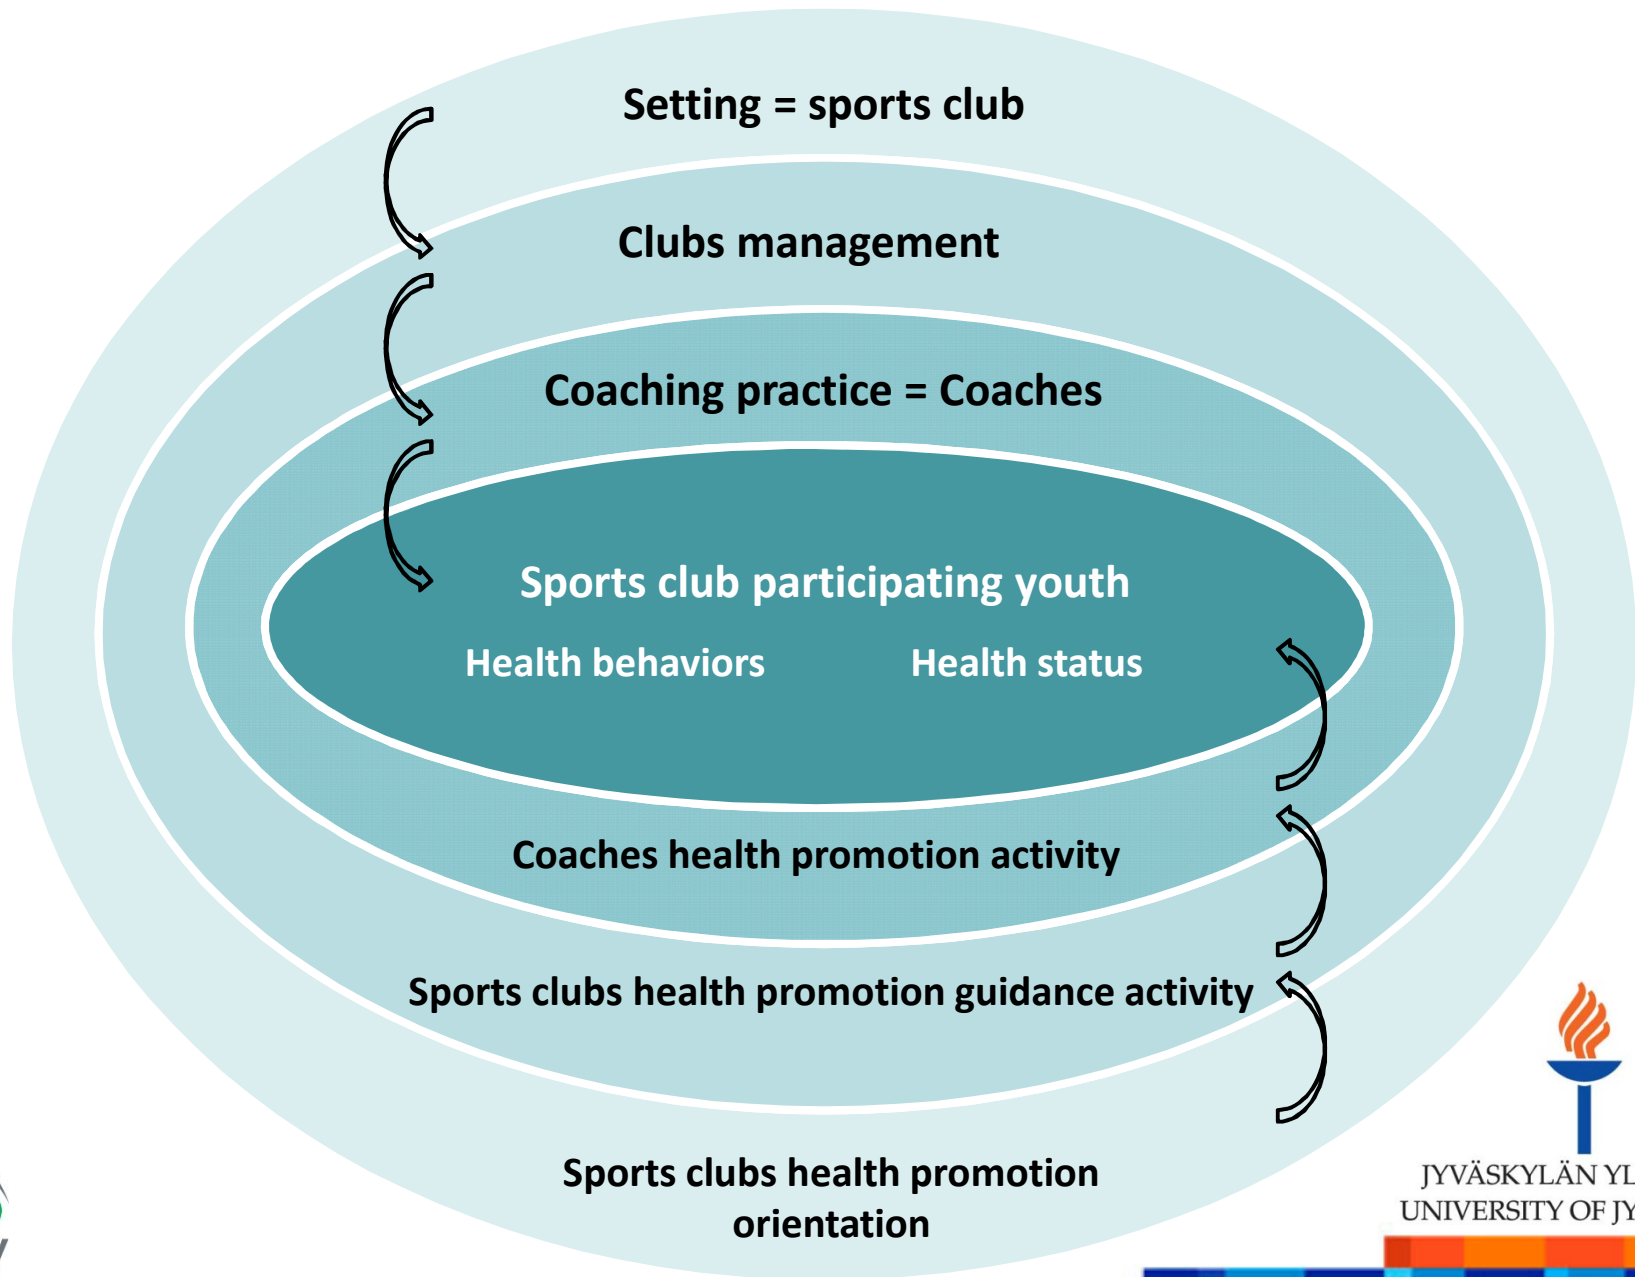 Setting = sports club
Clubs management
Coaching practice = Coaches
Sports club participating youth
Health behaviors Health status
Coaches health promotion activity
Sports clubs health promotion guidance activity
Sports clubs health promotion
orientation
JYVÄSKYLÄN YL
UNIVERSITY OF JY